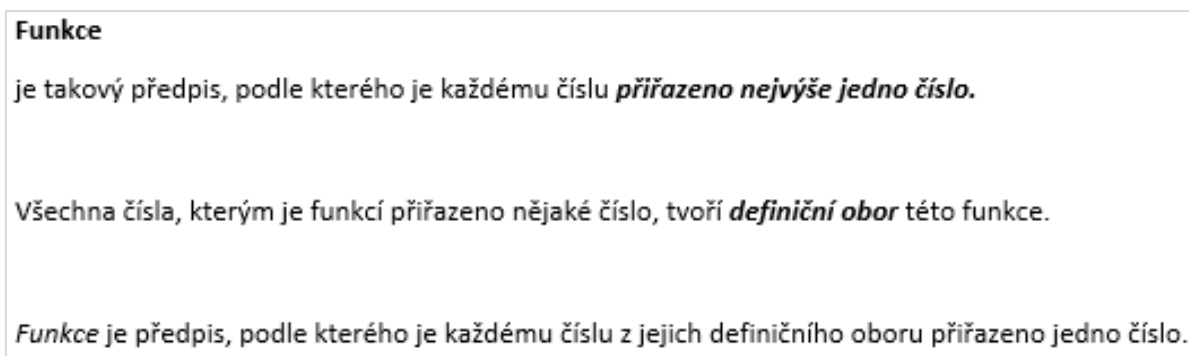 Funkce
je takový předpis, podle kterého je každému číslu přiřazeno nejvýše jedno číslo.
Všechna čísla, kterým je funkcí přiřazeno nějaké číslo, tvoří definiční obor této funkce.
Funkce je předpis, podle kterého je každému číslu z jejich definičního oboru přiřazeno jedno číslo.